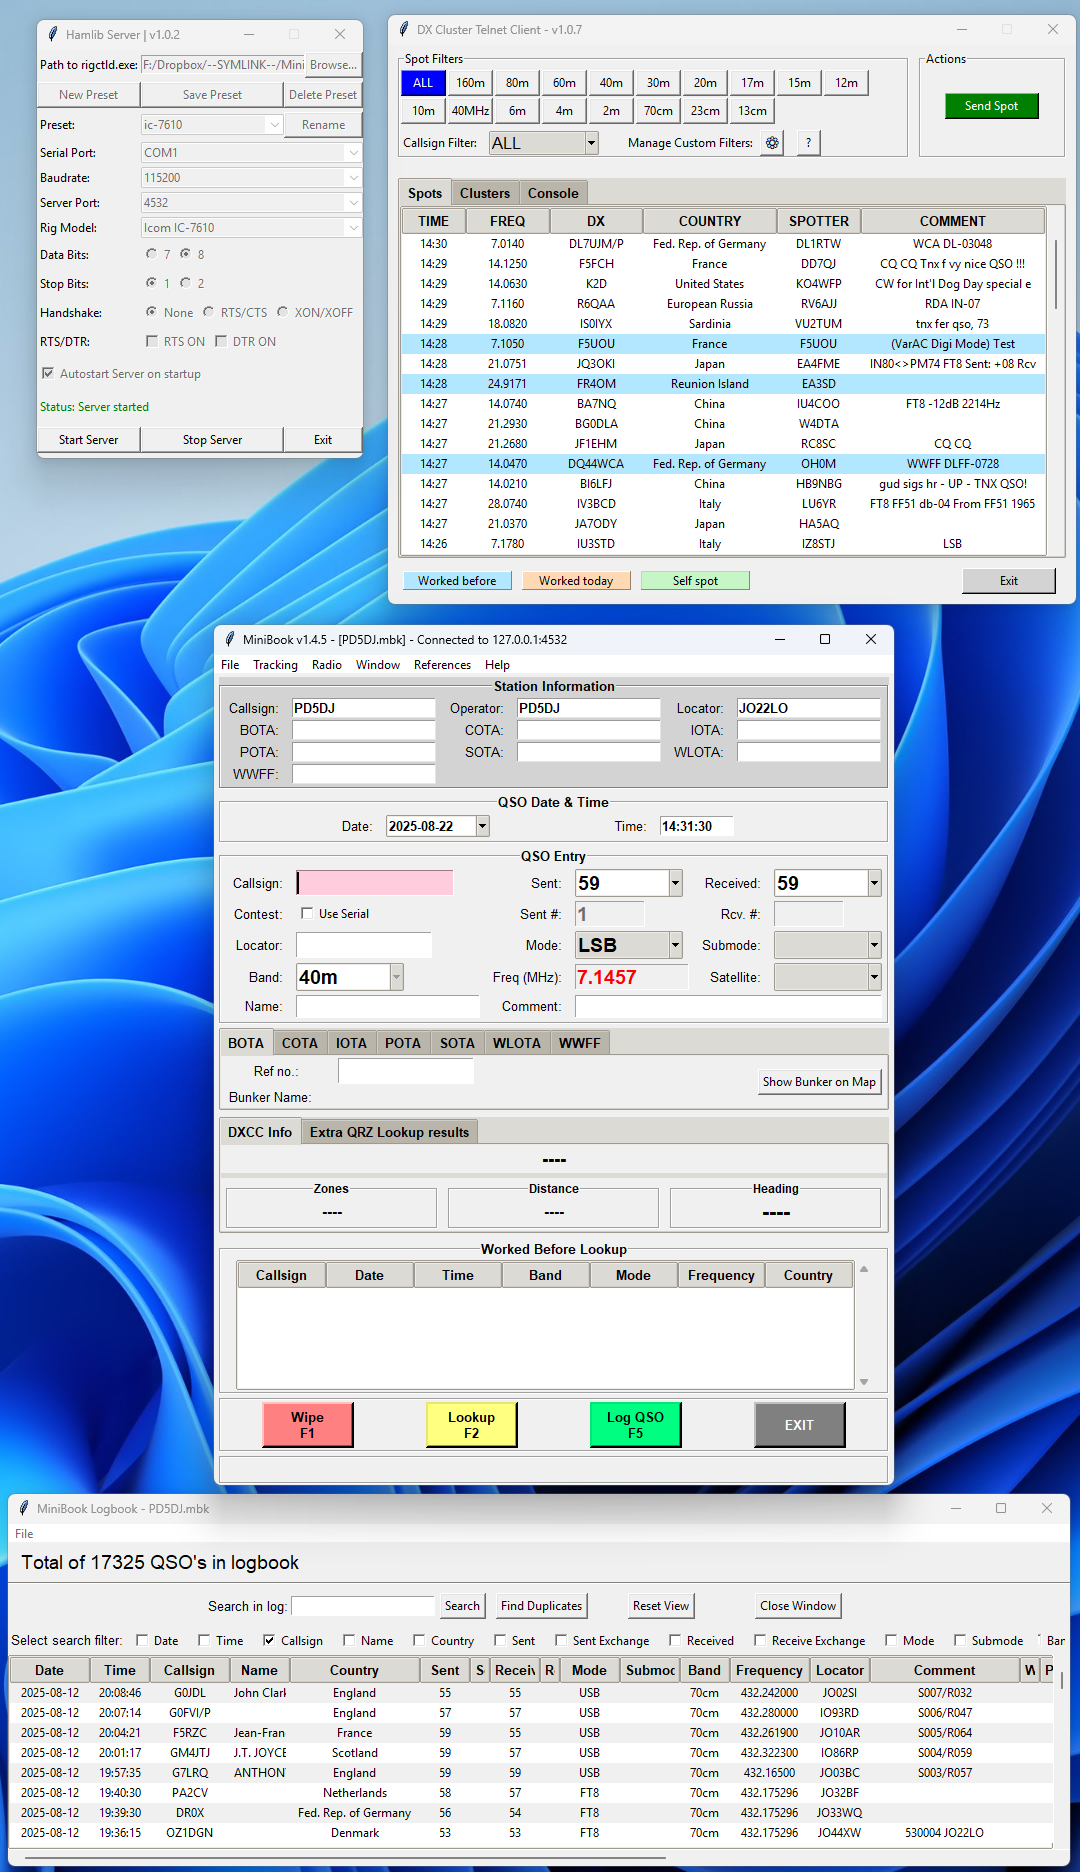 Hamlib Server | v1.0.2
Path to rigctld.exe: F:/Dropbox/--SYMLINK--/Mini Browse...
New Preset Save Preset Delete Preset
Preset: ic-7610 Rename
Serial Port: COM1
Baudrate: 115200
Server Port: 4532
Rig Model: Icom IC-7610
Data Bits: 7 8
Stop Bits: 1 2
Handshake: None RTS/CTS XON/XOFF
RTS/DTR: RTS ON DTR ON
Autostart Server on startup
Status: Server started
Start Server Stop Server Exit
DX Cluster Telnet Client - v1.0.7
Spot Filters
ALL 160m 80m 60m 40m 30m 20m 17m 15m 12m
10m 40MHz 6m 4m 2m 70cm 23cm 13cm
Callsign Filter: ALL Manage Custom Filters: ?
Actions
Send Spot
Spots Clusters Console
TIME FREQ DX COUNTRY SPOTTER COMMENT
14:30 7.0140 DL7UJM/P Fed. Rep. of Germany DL1RTW WCA DL-03048
14:29 14.1250 F5FCH France DD7QJ CQ CQ Tnx f vy nice QSO !!!
14:29 14.0630 K2D United States KO4WFP CW for Int'l Dog Day special e
14:29 7.1160 R6QAA European Russia RV6AJJ RDA IN-07
14:29 18.0820 IS0IYX Sardinia VU2TUM tnx fer qso, 73
14:28 7.1050 F5UOU France F5UOU (VarAC Digi Mode) Test
14:28 21.0751 JQ3OKI Japan EA4FME IN80<>PM74 FT8 Sent: +08 Rcv
14:28 24.9171 FR4OM Reunion Island EA3SD
14:27 14.0740 BA7NQ China IU4COO FT8 -12dB 2214Hz
14:27 21.2930 BG0DLA China W4DTA
14:27 21.2680 JF1EHM Japan RC8SC CQ CQ
14:27 14.0470 DQ44WCA Fed. Rep. of Germany OH0M WWFF DLFF-0728
14:27 14.0210 BI6LFJ China HB9NBG gud sigs hr - UP - TNX QSO!
14:27 28.0740 IV3BCD Italy LU6YR FT8 FF51 db-04 From FF51 1965
14:27 21.0370 JA7ODY Japan HA5AQ
14:26 7.1780 IU3STD Italy IZ8STJ LSB
Worked before Worked today Self spot Exit
MiniBook v1.4.5 - [PD5DJ.mbk] - Connected to 127.0.0.1:4532
File Tracking Radio Window References Help
Station Information
Callsign: PD5DJ Operator: PD5DJ Locator: JO22LO
BOTA: COTA: IOTA:
POTA: SOTA: WLOTA:
WWFF:
QSO Date & Time
Date: 2025-08-22 Time: 14:31:30
QSO Entry
Callsign: Sent: 59 Received: 59
Contest: Use Serial Sent #: 1 Rcv. #:
Locator: Mode: LSB Submode:
Band: 40m Freq (MHz): 7.1457 Satellite:
Name: Comment:
BOTA COTA IOTA POTA SOTA WLOTA WWFF
Ref no.:
Show Bunker on Map
Bunker Name:
DXCC Info Extra QRZ Lookup results
----
Zones Distance Heading
---- ---- ----
Worked Before Lookup
Callsign Date Time Band Mode Frequency Country
Wipe F1 Lookup F2 Log QSO F5 EXIT
MiniBook Logbook - PD5DJ.mbk
File
Total of 17325 QSO's in logbook
Search in log: Search Find Duplicates Reset View Close Window
Select search filter: Date Time Callsign Name Country Sent Sent Exchange Received Receive Exchange Mode Submode Bar
Date Time Callsign Name Country Sent S Receiv R Mode Submoc Band Frequency Locator Comment W P
2025-08-12 20:08:46 G0JDL John Clark England 55 55 USB 70cm 432.242000 JO02SI S007/R032
2025-08-12 20:07:14 G0FVI/P England 57 57 USB 70cm 432.280000 IO93RD S006/R047
2025-08-12 20:04:21 F5RZC Jean-Fran France 59 55 USB 70cm 432.261900 JO10AR S005/R064
2025-08-12 20:01:17 GM4JTJ J.T. JOYCE Scotland 59 57 USB 70cm 432.322300 IO86RP S004/R059
2025-08-12 19:57:35 G7LRQ ANTHON England 59 59 USB 70cm 432.16500 JO03BC S003/R057
2025-08-12 19:40:30 PA2CV Netherlands 58 57 FT8 70cm 432.175296 JO32BF
2025-08-12 19:39:30 DR0X Fed. Rep. of Germany 56 54 FT8 70cm 432.175296 JO33WQ
2025-08-12 19:36:15 OZ1DGN Denmark 53 53 FT8 70cm 432.175296 JO44XW 530004 JO22LO